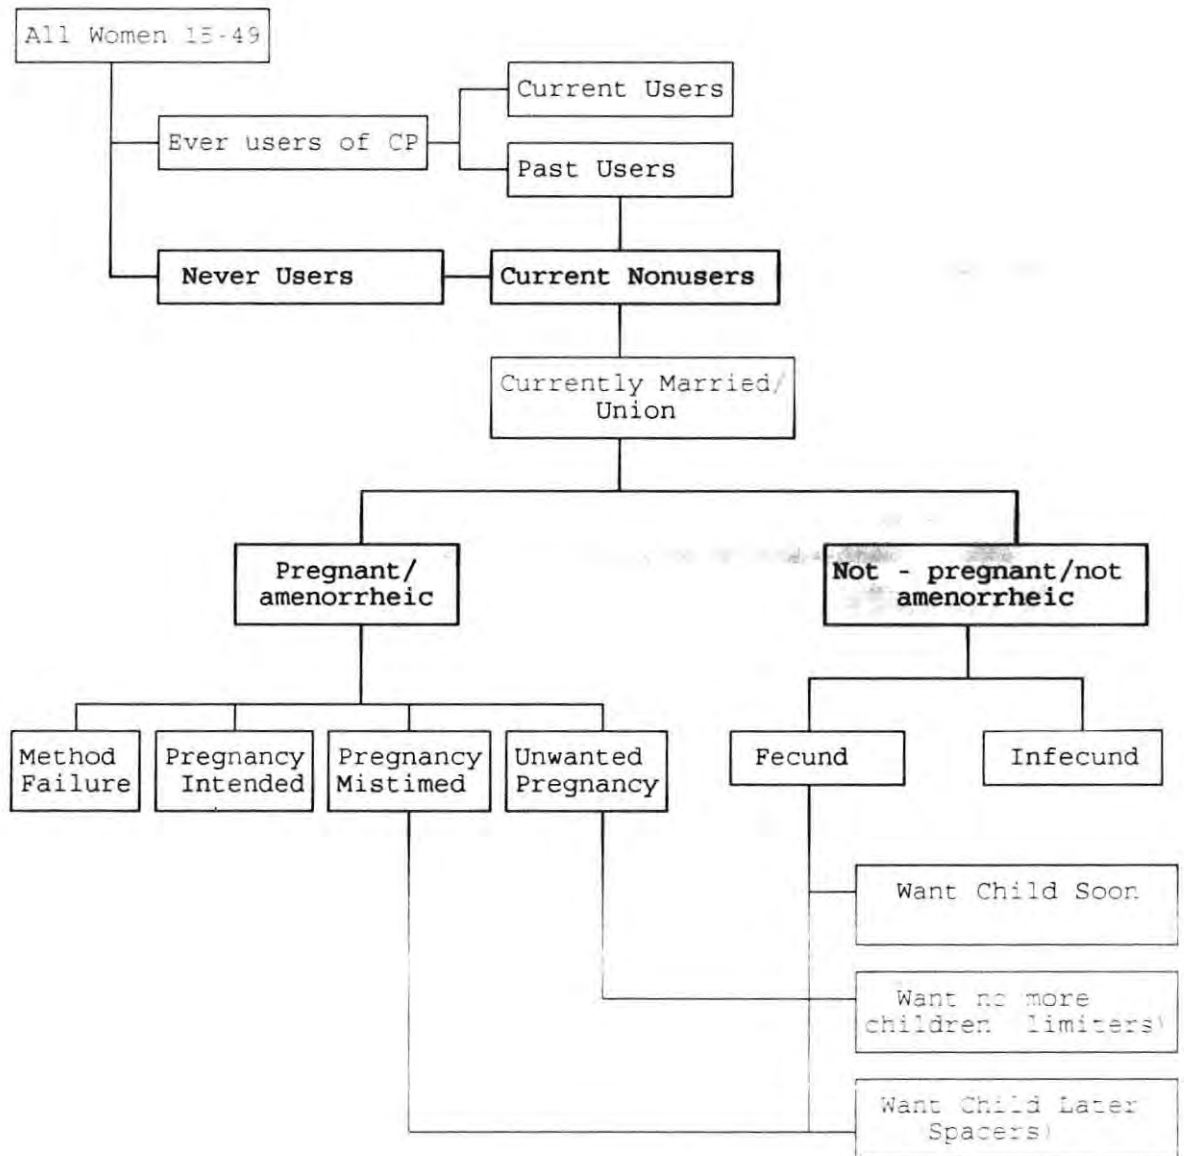 All Women 15-49
Current Users
Ever users of CP
Past Users
Never Users
Current Nonusers
Currently Married/
Union
Pregnant/
amenorrheic
Not - pregnant/not
amenorrheic
Method
Failure
Pregnancy
Intended
Pregnancy
Mistimed
Unwanted
Pregnancy
Fecund
Infecund
Want Child Soon
Want no more
children limiters)
Want Child Later
Spacers)